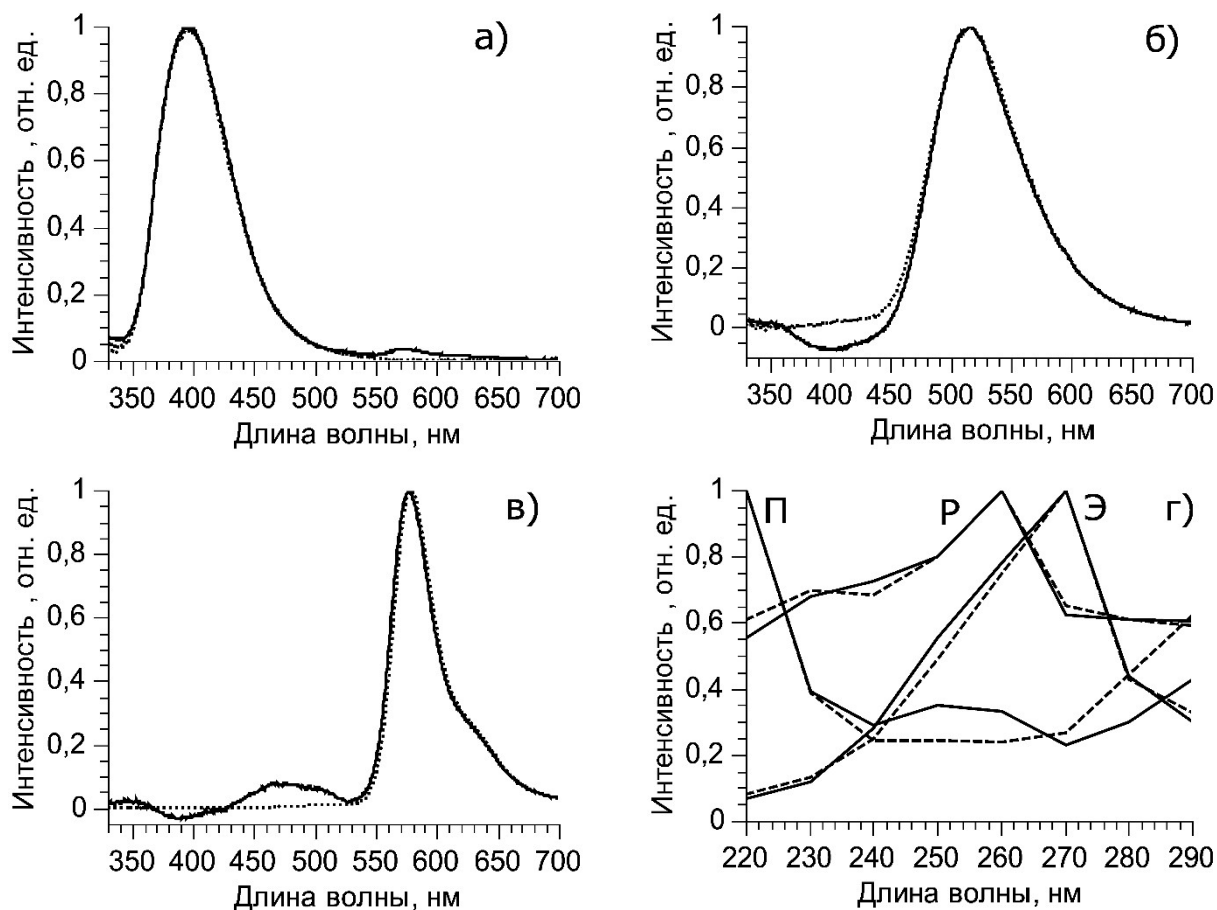 а)
Интенсивность , отн. ед.
1
0,8
0,6
0,4
0,2
0
350 400 450 500 550 600 650 700
Длина волны, нм
б)
Интенсивность , отн. ед.
1
0,8
0,6
0,4
0,2
0
350 400 450 500 550 600 650 700
Длина волны, нм
в)
Интенсивность , отн. ед.
1
0,8
0,6
0,4
0,2
0
350 400 450 500 550 600 650 700
Длина волны, нм
П Р Э г)
Интенсивность , отн. ед.
1
0,8
0,6
0,4
0,2
0
220 230 240 250 260 270 280 290
Длина волны, нм